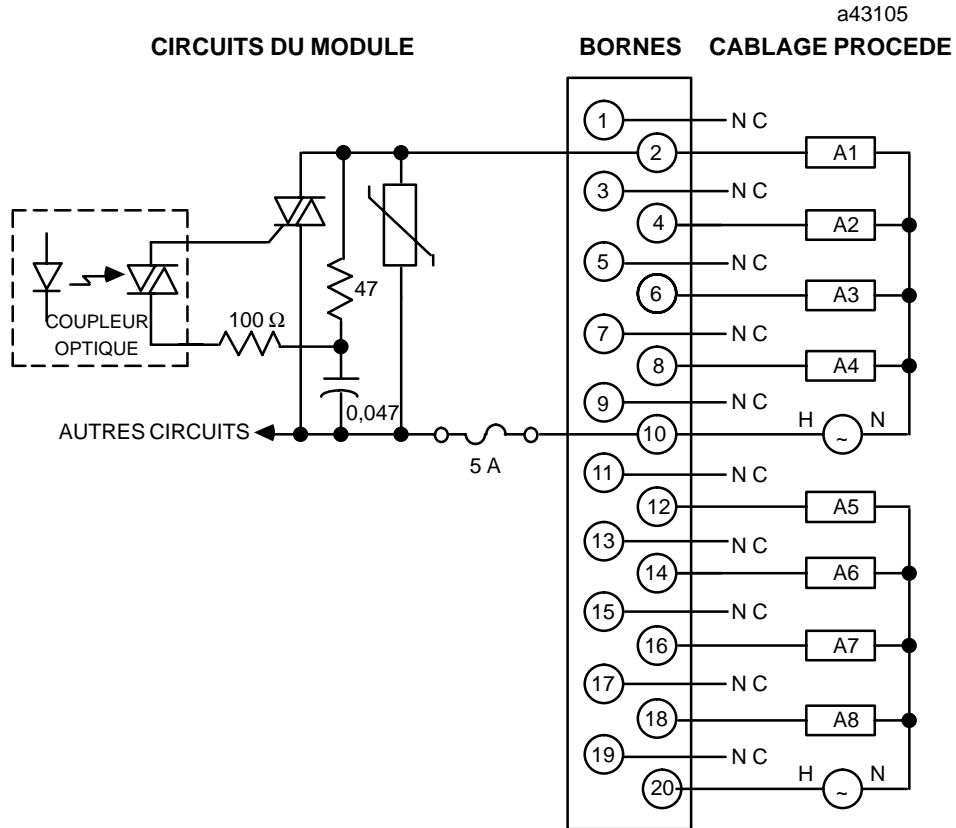 a43105
CIRCUITS DU MODULE BORNES CABLAGE PROCEDE
1 N C
2 A1
3 N C
4 A2
5 N C
6 A3
47
COUPLEUR
OPTIQUE
100 Ω
7 N C
8 A4
9 N C
0,047
AUTRES CIRCUITS
5 A
10 H ~ N
11 N C
12 A5
13 N C
14 A6
15 N C
16 A7
17 N C
18 A8
19 N C
20 H ~ N